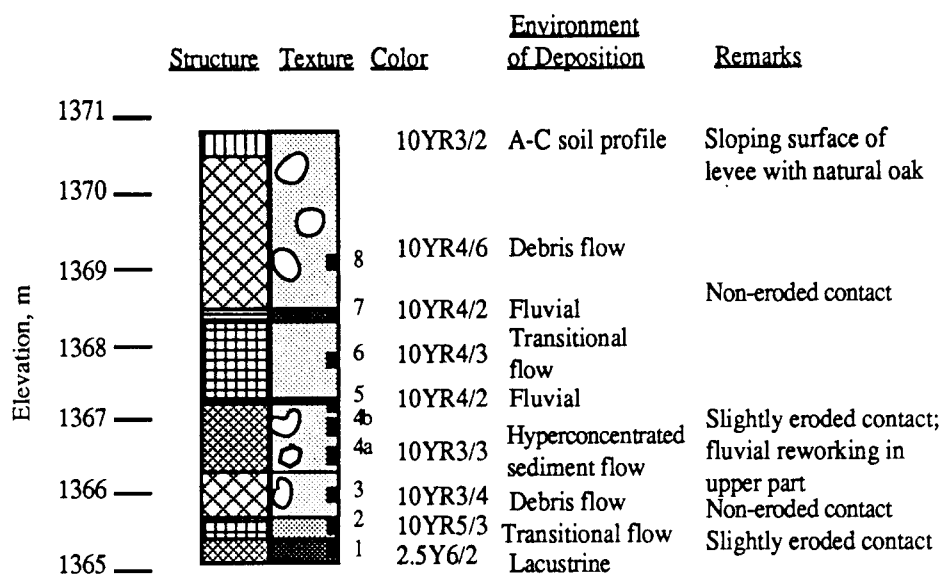 Environment
Structure Texture Color of Deposition Remarks
1371
10YR3/2 A-C soil profile Sloping surface of
levee with natural oak
1370
8 10YR4/6 Debris flow
1369
Non-eroded contact
7 10YR4/2 Fluvial
1368
6 10YR4/3 Transitional
flow
5 10YR4/2 Fluvial
1367
4b
Slightly eroded contact;
4a 10YR3/3 Hyperconcentrated fluvial reworking in
sediment flow upper part
1366
3 10YR3/4 Debris flow Non-eroded contact
2 10YR5/3 Transitional flow Slightly eroded contact
1 2.5Y6/2 Lacustrine
1365
Elevation, m